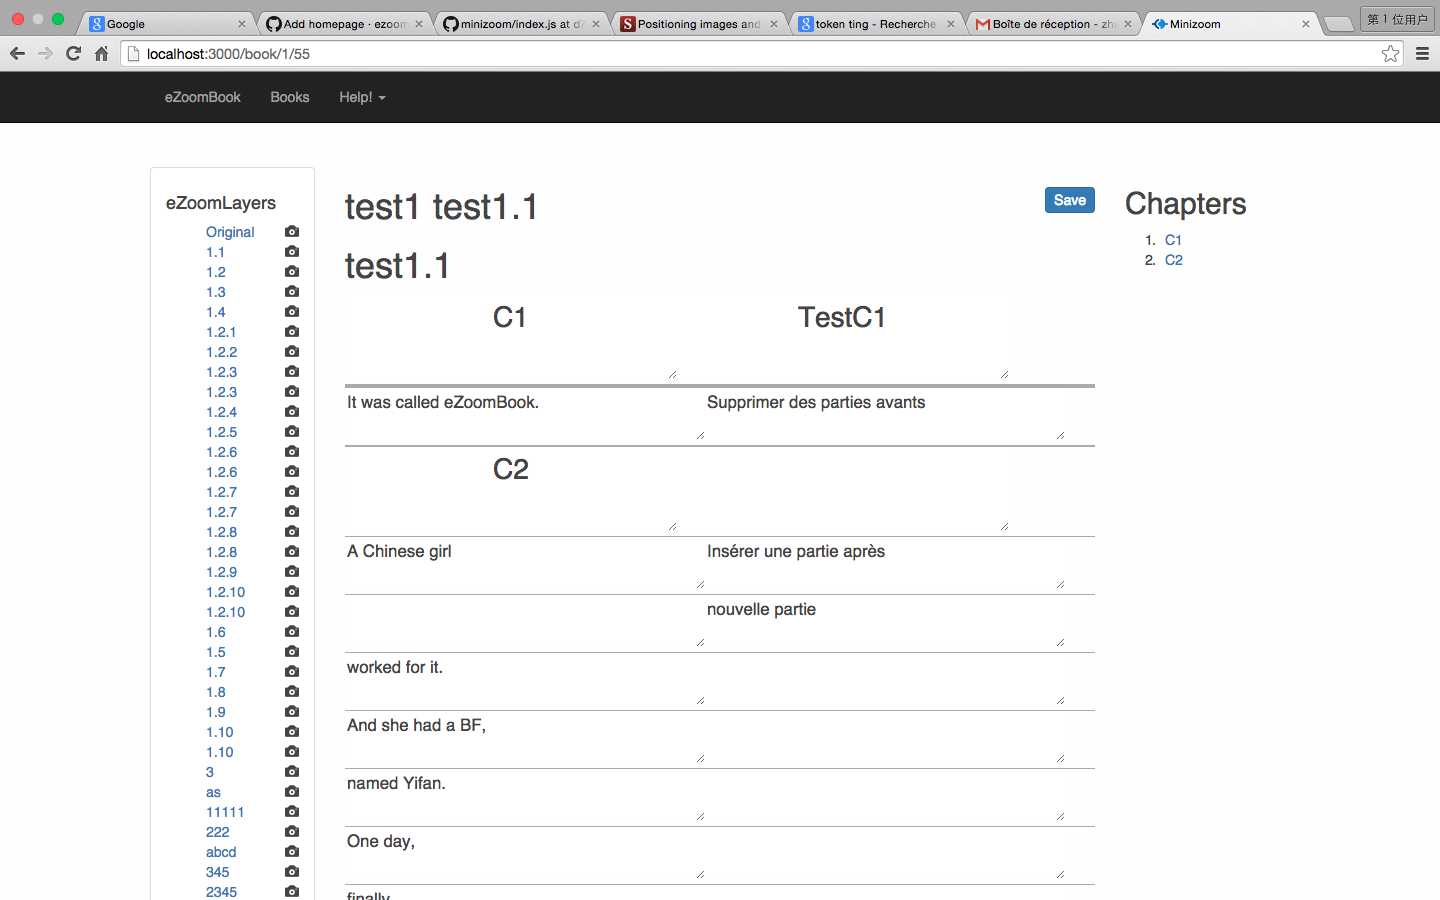 Google
Add homepage · ezoom
minizoom/index.js at d7
Positioning images and
token ting - Recherche
Boîte de réception - zha
Minizoom
第 1 位用户
localhost:3000/book/1/55
eZoomBook Books Help!
eZoomLayers
Original
1.1
1.2
1.3
1.4
1.2.1
1.2.2
1.2.3
1.2.3
1.2.4
1.2.5
1.2.6
1.2.6
1.2.7
1.2.7
1.2.8
1.2.8
1.2.9
1.2.10
1.2.10
1.6
1.5
1.7
1.8
1.9
1.10
1.10
3
as
11111
222
abcd
345
2345
test1 test1.1
Save
test1.1
C1 TestC1
It was called eZoomBook. Supprimer des parties avants
C2
A Chinese girl Insérer une partie après
nouvelle partie
worked for it.
And she had a BF,
named Yifan.
One day,
finally
Chapters
1. C1
2. C2